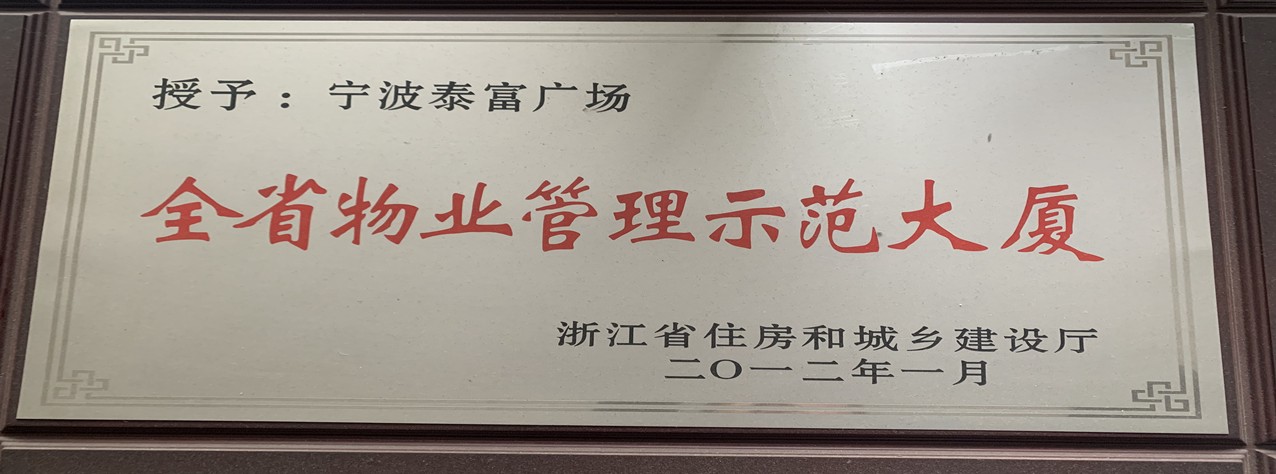 授予：宁波泰富广场
全省物业管理示范大厦
浙江省住房和城乡建设厅
二〇一二年一月